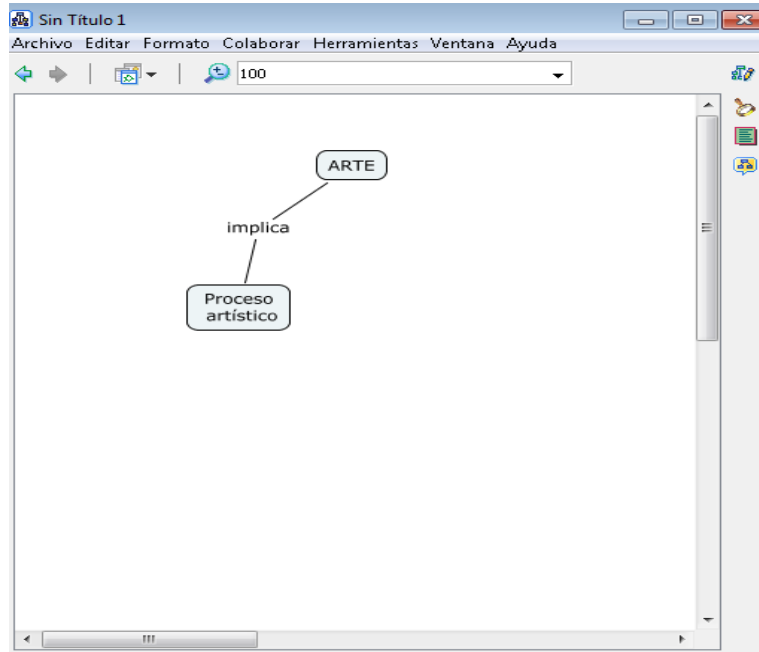 Sin Título 1
Archivo Editar Formato Colaborar Herramientas Ventana Ayuda
100
ARTE
implica
Proceso
artístico